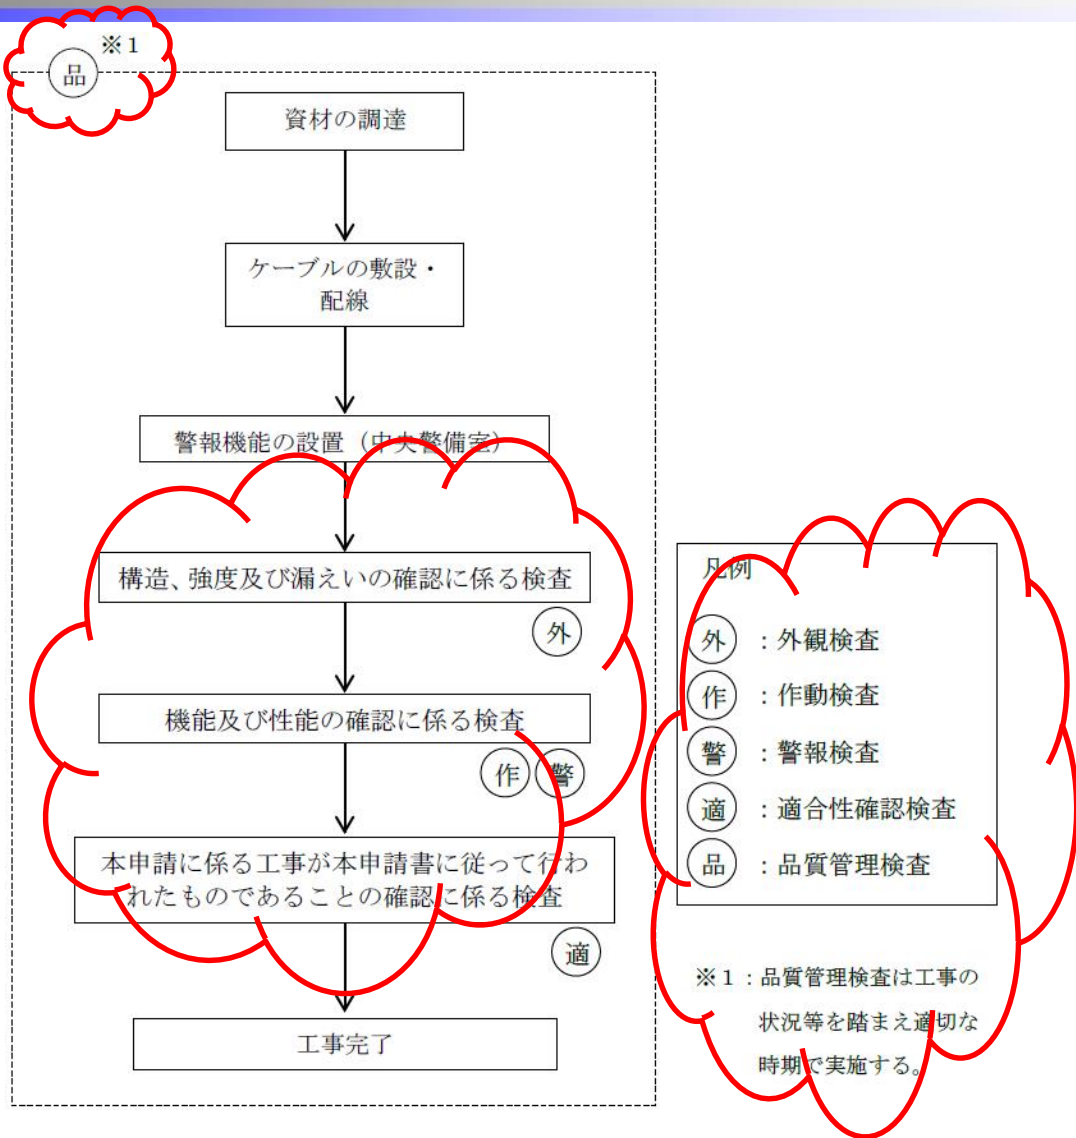 ※1
品
資材の調達
ケーブルの敷設・
配線
警報機能の設置（中央警備室）
構造、強度及び漏えいの確認に係る検査
外
機能及び性能の確認に係る検査
作 警
本申請に係る工事が本申請書に従って行わ
れたものであることの確認に係る検査
適
工事完了
凡例
外 ：外観検査
作 ：作動検査
警 ：警報検査
適 ：適合性確認検査
品 ：品質管理検査
※1：品質管理検査は工事の
状況等を踏まえ適切な
時期で実施する。